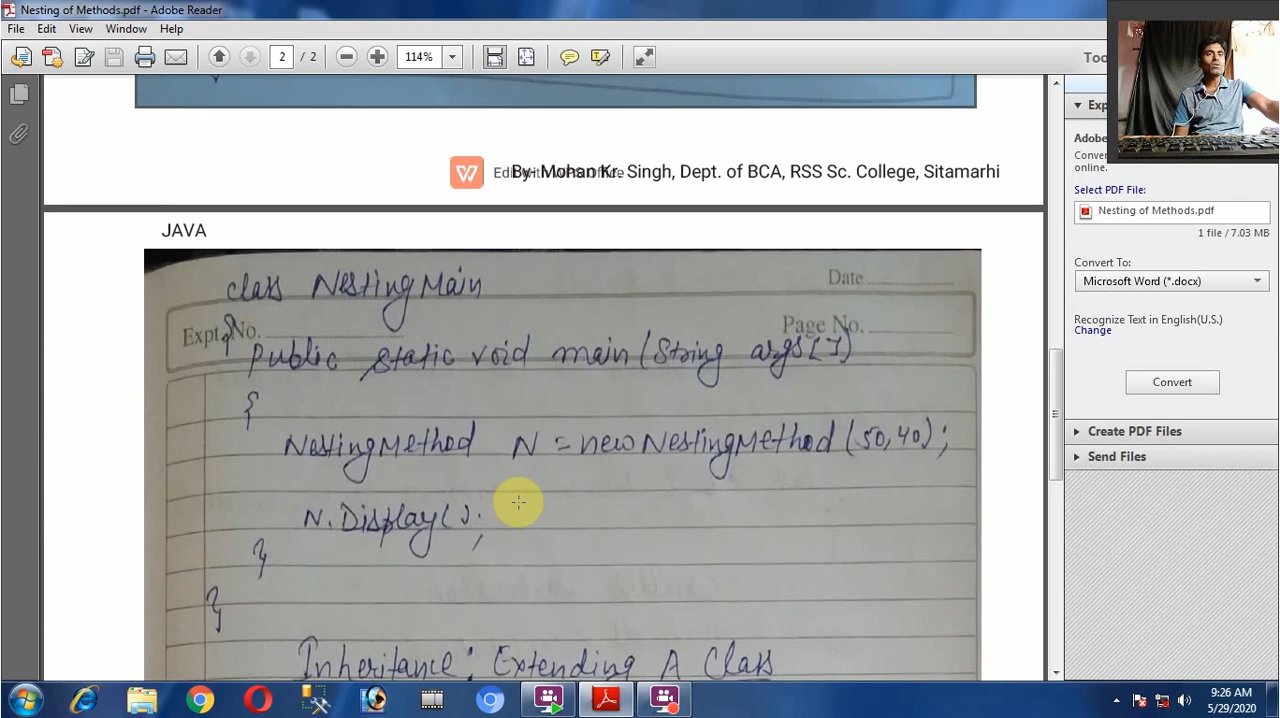 Nesting of Methods.pdf - Adobe Reader
File Edit View Window Help
2 / 2 114%
Too
By: Mohan Kr. Singh, Dept. of BCA, RSS Sc. College, Sitamarhi
JAVA
Date
class NestingMain
Expt. No.
Page No.
{
public static void main (String args[])
{
NestingMethod N = new NestingMethod (50,40);
N.Display();
}
}
Inheritance: Extending A Class
Exp
Adobe
Conver
online.
Select PDF File:
Nesting of Methods.pdf
1 file / 7.03 MB
Convert To:
Microsoft Word (*.docx)
Recognize Text in English(U.S.)
Change
Convert
Create PDF Files
Send Files
9:26 AM
5/29/2020